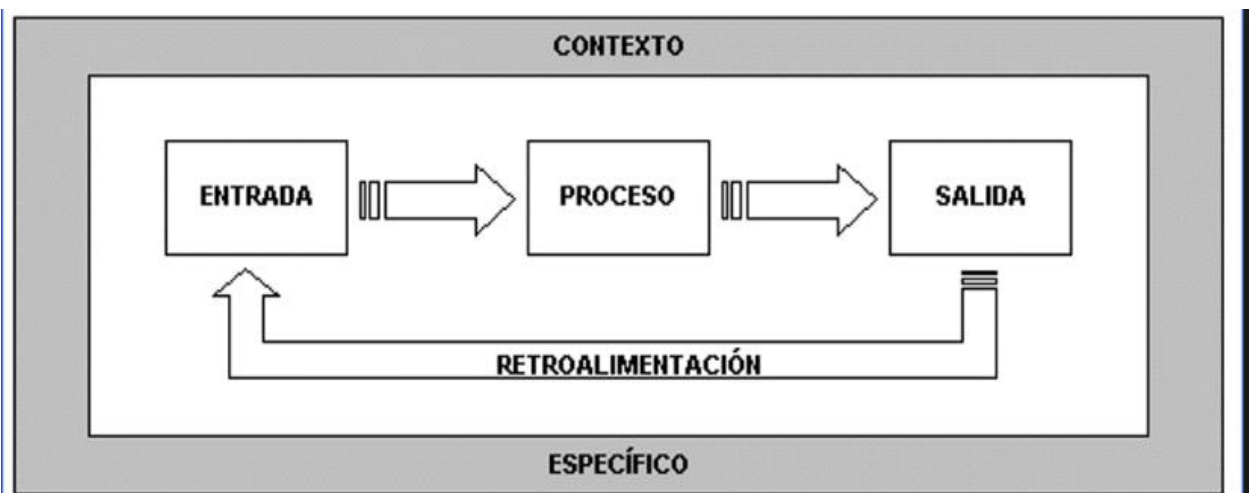 CONTEXTO
ENTRADA
PROCESO
SALIDA
RETROALIMENTACIÓN
ESPECÍFICO